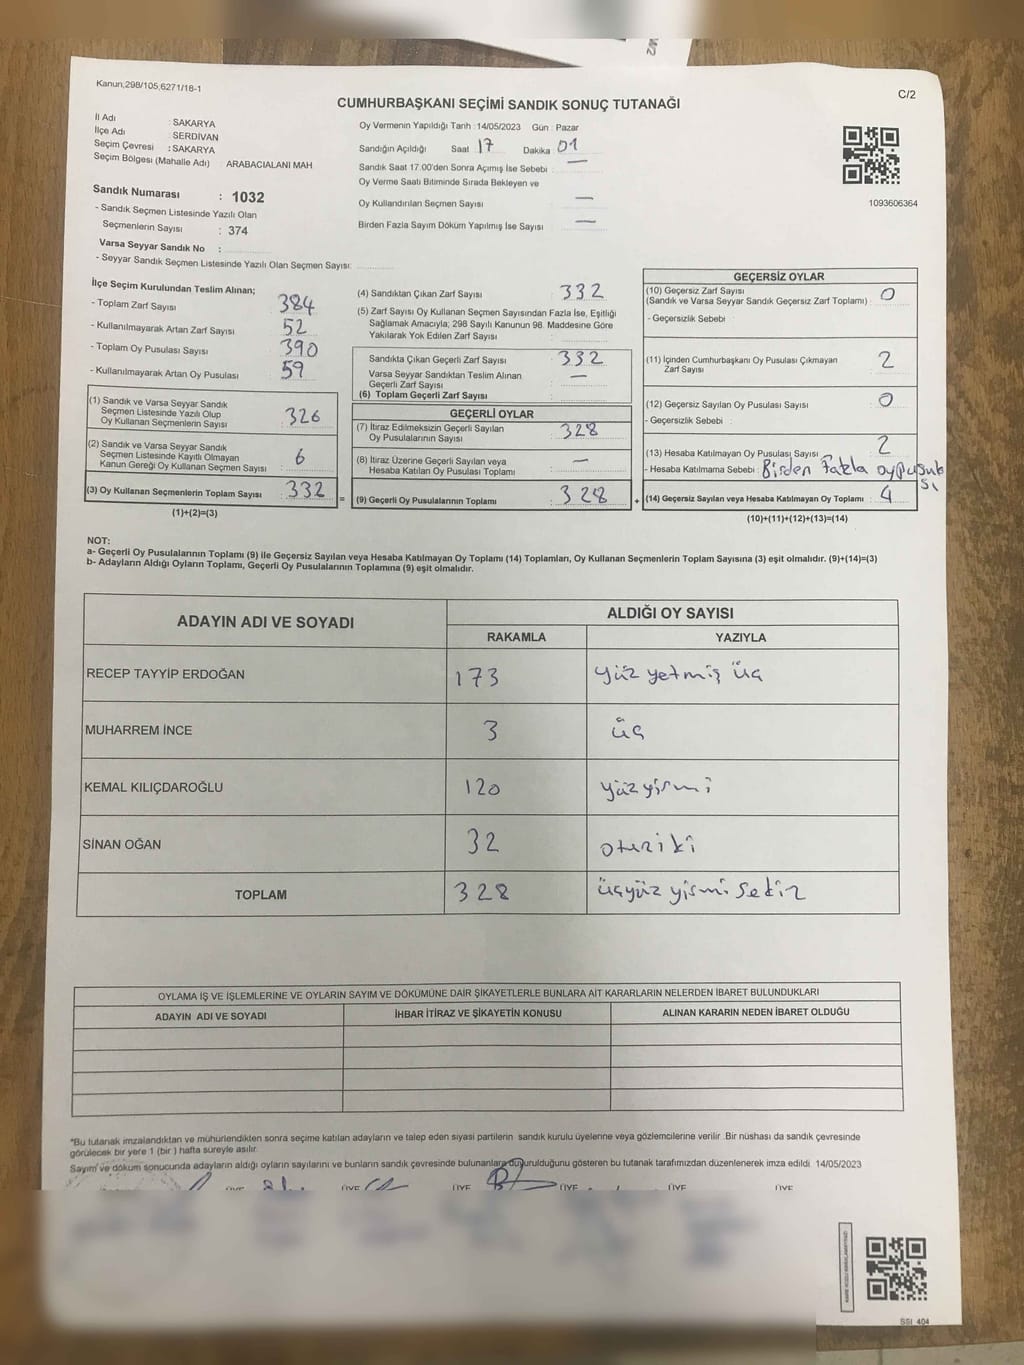 W/2
Kanun;298/105,6271/18-1
C/2
CUMHURBAŞKANI SEÇİMİ SANDIK SONUÇ TUTANAĞI
İl Adı : SAKARYA
İlçe Adı : SERDİVAN
Seçim Çevresi : SAKARYA
Seçim Bölgesi (Mahalle Adı) : ARABACIALANI MAH
Sandık Numarası : 1032
- Sandık Seçmen Listesinde Yazılı Olan
Seçmenlerin Sayısı : 374
Varsa Seyyar Sandık No :
- Seyyar Sandık Seçmen Listesinde Yazılı Olan Seçmen Sayısı:
Oy Vermenin Yapıldığı Tarih : 14/05/2023 Gün : Pazar
Sandığın Açıldığı Saat 17 Dakika 01
Sandık Saat 17:00'den Sonra Açımış İse Sebebi : —
Oy Verme Saati Bitiminde Sırada Bekleyen ve
Oy Kullandırılan Seçmen Sayısı —
Birden Fazla Sayım Döküm Yapılmış İse Sayısı —
1093606364
İlçe Seçim Kurulundan Teslim Alınan;
- Toplam Zarf Sayısı 384
- Kullanılmayarak Artan Zarf Sayısı 52
- Toplam Oy Pusulası Sayısı 390
- Kullanılmayarak Artan Oy Pusulası 59
(1) Sandık ve Varsa Seyyar Sandık
Seçmen Listesinde Yazılı Olup
Oy Kullanan Seçmenlerin Sayısı : 326
(2) Sandık ve Varsa Seyyar Sandık
Seçmen Listesinde Kayıtlı Olmayan
Kanun Gereği Oy Kullanan Seçmen Sayısı : 6
(3) Oy Kullanan Seçmenlerin Toplam Sayısı : 332
(1)+(2)=(3)
=
(4) Sandıktan Çıkan Zarf Sayısı : 332
(5) Zarf Sayısı Oy Kullanan Seçmen Sayısından Fazla İse, Eşitliği
Sağlamak Amacıyla; 298 Sayılı Kanunun 98. Maddesine Göre
Yakılarak Yok Edilen Zarf Sayısı :
Sandıkta Çıkan Geçerli Zarf Sayısı : 332
Varsa Seyyar Sandıktan Teslim Alınan
Geçerli Zarf Sayısı : —
(6) Toplam Geçerli Zarf Sayısı :
GEÇERLİ OYLAR
(7) İtiraz Edilmeksizin Geçerli Sayılan
Oy Pusulalarının Sayısı : 328
(8) İtiraz Üzerine Geçerli Sayılan veya
Hesaba Katılan Oy Pusulası Toplamı : —
(9) Geçerli Oy Pusulalarının Toplamı : 328
+
GEÇERSİZ OYLAR
(10) Geçersiz Zarf Sayısı
(Sandık ve Varsa Seyyar Sandık Geçersiz Zarf Toplamı) : 0
- Geçersizlik Sebebi :
(11) İçinden Cumhurbaşkanı Oy Pusulası Çıkmayan
Zarf Sayısı : 2
(12) Geçersiz Sayılan Oy Pusulası Sayısı : 0
- Geçersizlik Sebebi :
(13) Hesaba Katılmayan Oy Pusulası Sayısı : 2
- Hesaba Katılmama Sebebi : Birden Fazla oypusula
sı
(14) Geçersiz Sayılan veya Hesaba Katılmayan Oy Toplamı : 4
(10)+(11)+(12)+(13)=(14)
NOT:
a- Geçerli Oy Pusulalarının Toplamı (9) ile Geçersiz Sayılan veya Hesaba Katılmayan Oy Toplamı (14) Toplamları, Oy Kullanan Seçmenlerin Toplam Sayısına (3) eşit olmalıdır. (9)+(14)=(3)
b- Adayların Aldığı Oyların Toplamı, Geçerli Oy Pusulalarının Toplamına (9) eşit olmalıdır.
ADAYIN ADI VE SOYADI
ALDIĞI OY SAYISI
RAKAMLA YAZIYLA
RECEP TAYYİP ERDOĞAN 173 yüz yetmiş üç
MUHARREM İNCE 3 üç
KEMAL KILIÇDAROĞLU 120 yüzyirmi
SİNAN OĞAN 32 otuziki
TOPLAM 328 üçyüz yirmi Sekiz
OYLAMA İŞ VE İŞLEMLERİNE VE OYLARIN SAYIM VE DÖKÜMÜNE DAİR ŞİKAYETLERLE BUNLARA AİT KARARLARIN NELERDEN İBARET BULUNDUKLARI
ADAYIN ADI VE SOYADI İHBAR İTİRAZ VE ŞİKAYETİN KONUSU ALINAN KARARIN NEDEN İBARET OLDUĞU
*Bu tutanak imzalandıktan ve mühürlendikten sonra seçime katılan adayların ve talep eden siyasi partilerin sandık kurulu üyelerine veya gözlemcilerine verilir. Bir nüshası da sandık çevresinde
görülecek bir yere 1 (bir ) hafta süreyle asılır.
Sayım ve döküm sonucunda adayların aldığı oyların sayılarını ve bunların sandık çevresinde bulunanlara duyurulduğunu gösteren bu tutanak tarafımızdan düzenlenerek imza edildi. 14/05/2023
ÜYE ÜYE ÜYE ÜYE ÜYE ÜYE
SSI_404